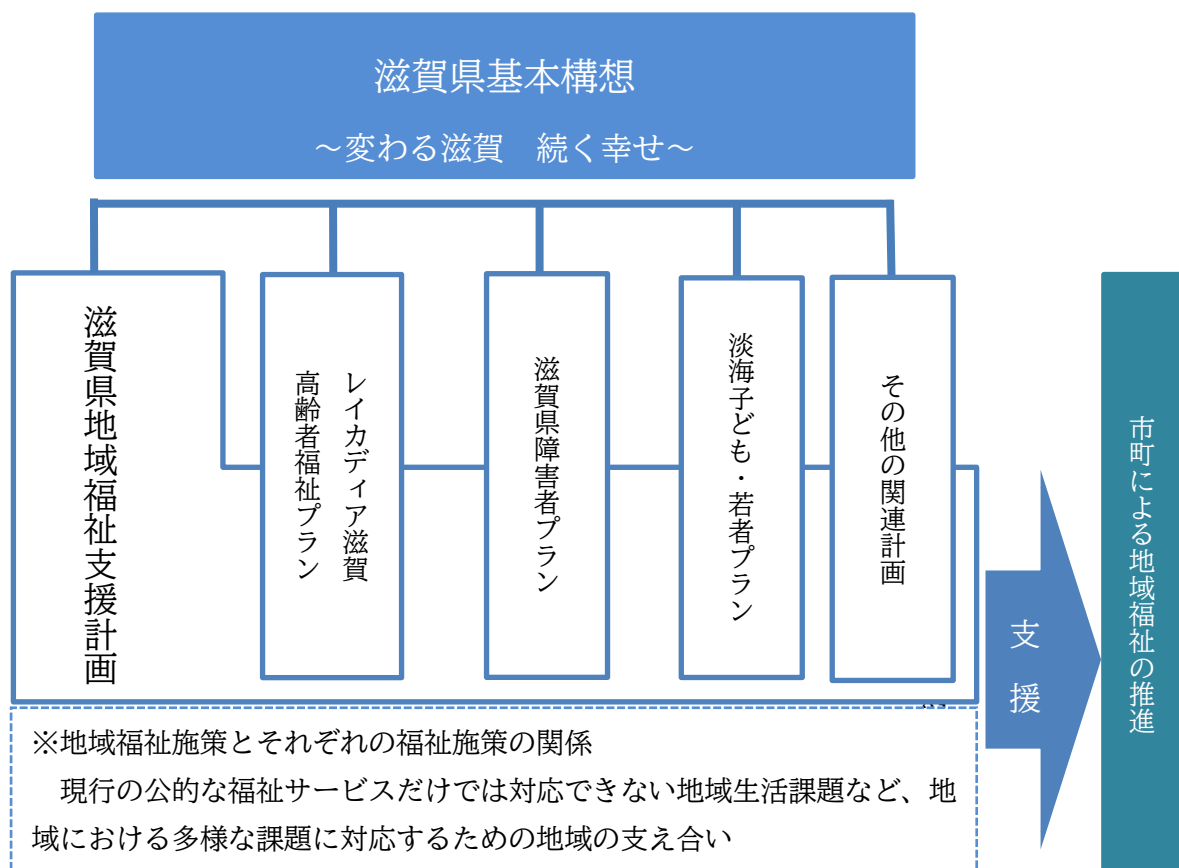 滋賀県基本構想
～変わる滋賀　続く幸せ～
滋賀県地域福祉支援計画
レイカディア滋賀
高齢者福祉プラン
滋賀県障害者プラン
淡海子ども・若者プラン
その他の関連計画
支援
市町による地域福祉の推進
※地域福祉施策とそれぞれの福祉施策の関係
　現行の公的な福祉サービスだけでは対応できない地域生活課題など、地
域における多様な課題に対応するための地域の支え合い